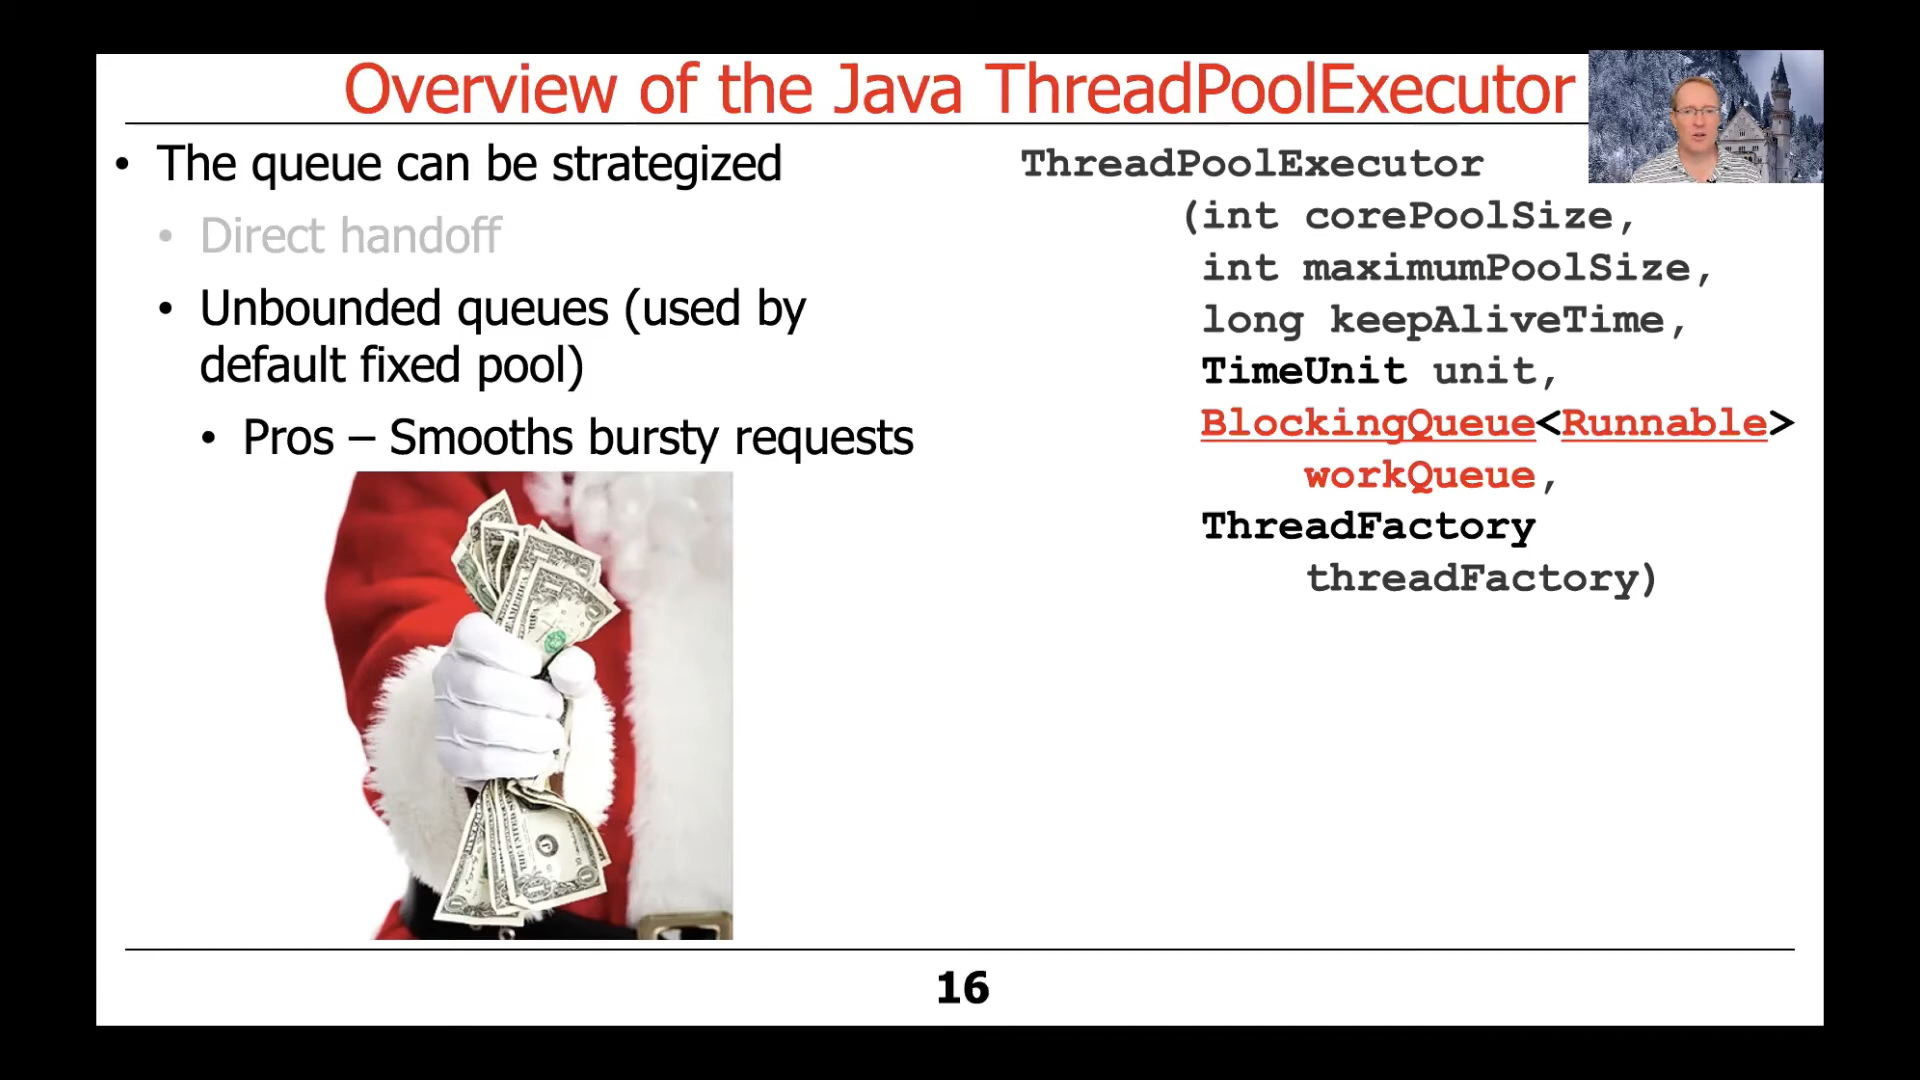 Overview of the Java ThreadPoolExecutor
• The queue can be strategized
• Direct handoff
• Unbounded queues (used by
default fixed pool)
• Pros – Smooths bursty requests
ThreadPoolExecutor
(int corePoolSize,
int maximumPoolSize,
long keepAliveTime,
TimeUnit unit,
BlockingQueue<Runnable>
workQueue,
ThreadFactory
threadFactory)
16